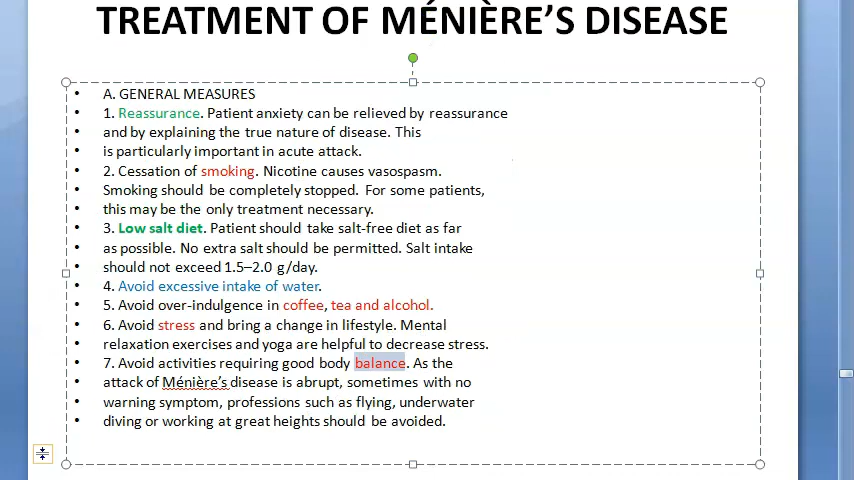 TREATMENT OF MÉNIÈRE’S DISEASE
• A. GENERAL MEASURES
• 1. Reassurance. Patient anxiety can be relieved by reassurance
• and by explaining the true nature of disease. This
• is particularly important in acute attack.
• 2. Cessation of smoking. Nicotine causes vasospasm.
• Smoking should be completely stopped. For some patients,
• this may be the only treatment necessary.
• 3. Low salt diet. Patient should take salt-free diet as far
• as possible. No extra salt should be permitted. Salt intake
• should not exceed 1.5–2.0 g/day.
• 4. Avoid excessive intake of water.
• 5. Avoid over-indulgence in coffee, tea and alcohol.
• 6. Avoid stress and bring a change in lifestyle. Mental
• relaxation exercises and yoga are helpful to decrease stress.
• 7. Avoid activities requiring good body balance. As the
• attack of Ménière’s disease is abrupt, sometimes with no
• warning symptom, professions such as flying, underwater
• diving or working at great heights should be avoided.